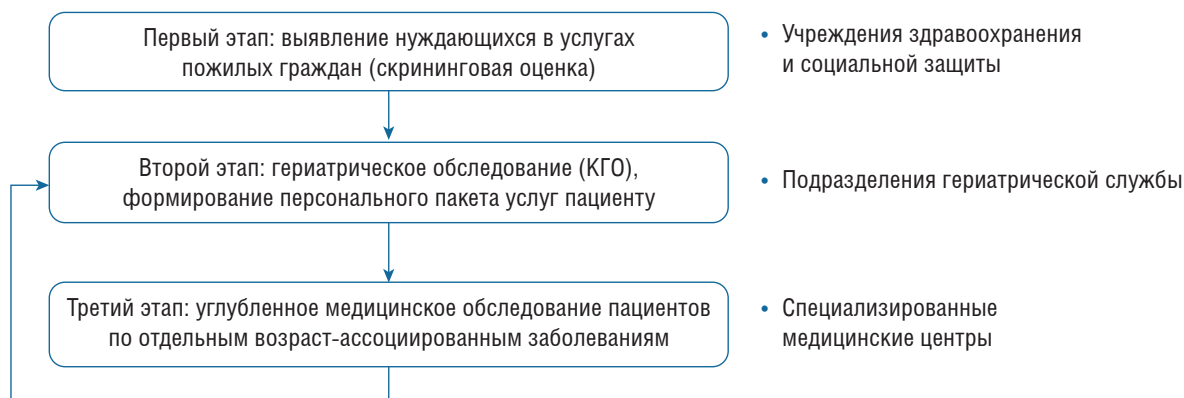 Первый этап: выявление нуждающихся в услугах
пожилых граждан (скрининговая оценка)
• Учреждения здравоохранения
и социальной защиты
Второй этап: гериатрическое обследование (КГО),
формирование персонального пакета услуг пациенту
• Подразделения гериатрической службы
Третий этап: углубленное медицинское обследование пациентов
по отдельным возраст-ассоциированным заболеваниям
• Специализированные
медицинские центры